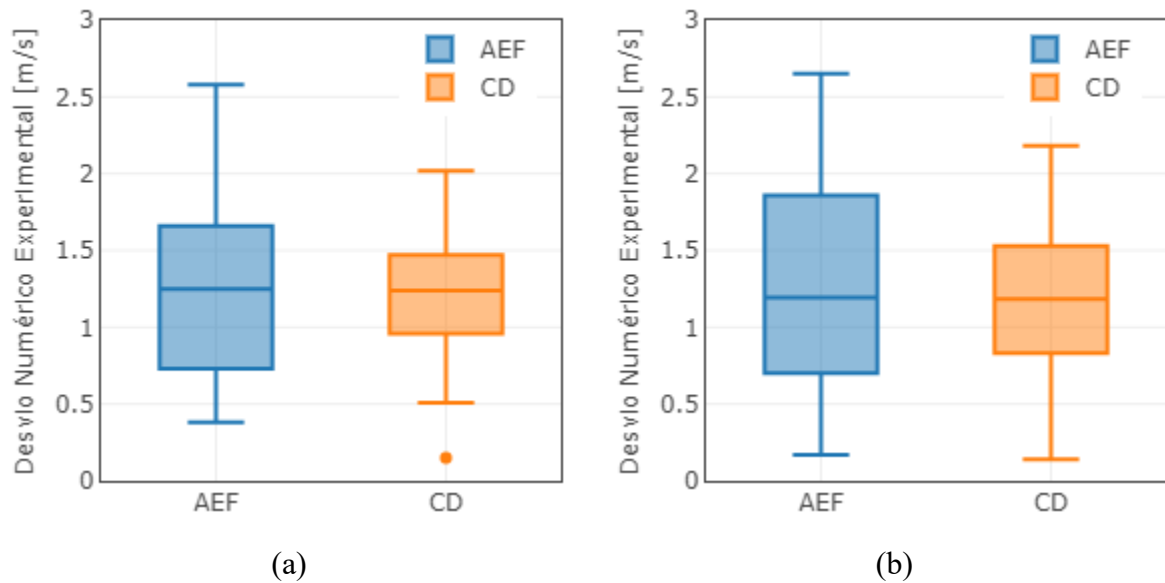 Desvio Numérico Experimental [m/s]
3
2.5
2
1.5
1
0.5
0
AEF
CD
AEF
CD
(a)
Desvio Numérico Experimental [m/s]
3
2.5
2
1.5
1
0.5
0
AEF
CD
AEF
CD
(b)